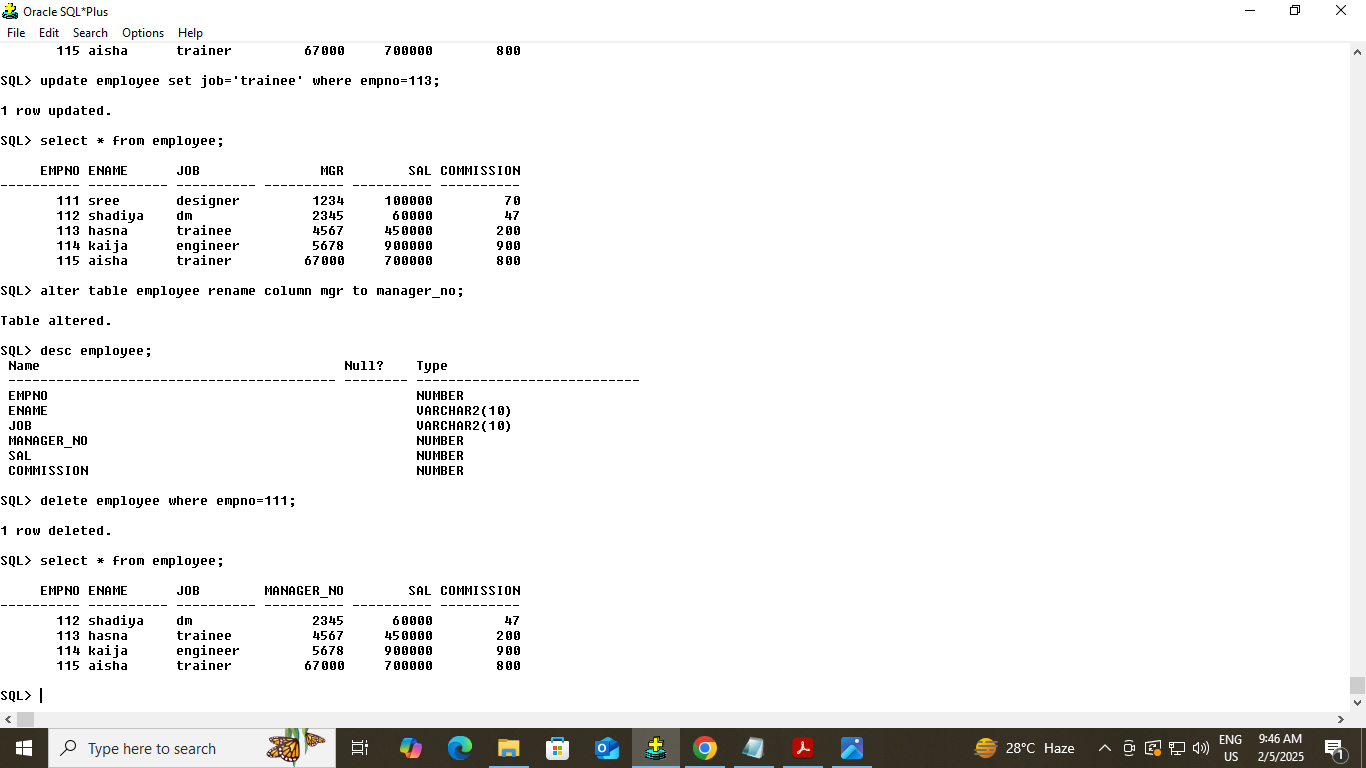 Oracle SQL*Plus
File Edit Search Options Help
115 aisha trainer 67000 700000 800
SQL> update employee set job='trainee' where empno=113;
1 row updated.
SQL> select * from employee;
EMPNO ENAME JOB MGR SAL COMMISSION
---------- ---------- ---------- ---------- ---------- ----------
111 sree designer 1234 100000 70
112 shadiya dm 2345 60000 47
113 hasna trainee 4567 450000 200
114 kaija engineer 5678 900000 900
115 aisha trainer 67000 700000 800
SQL> alter table employee rename column mgr to manager_no;
Table altered.
SQL> desc employee;
Name Null? Type
----------------------------------------- -------- ----------------------------
EMPNO NUMBER
ENAME VARCHAR2(10)
JOB VARCHAR2(10)
MANAGER_NO NUMBER
SAL NUMBER
COMMISSION NUMBER
SQL> delete employee where empno=111;
1 row deleted.
SQL> select * from employee;
EMPNO ENAME JOB MANAGER_NO SAL COMMISSION
---------- ---------- ---------- ---------- ---------- ----------
112 shadiya dm 2345 60000 47
113 hasna trainee 4567 450000 200
114 kaija engineer 5678 900000 900
115 aisha trainer 67000 700000 800
SQL>
Type here to search 28°C Haze ENG 9:46 AM
US 2/5/2025 1